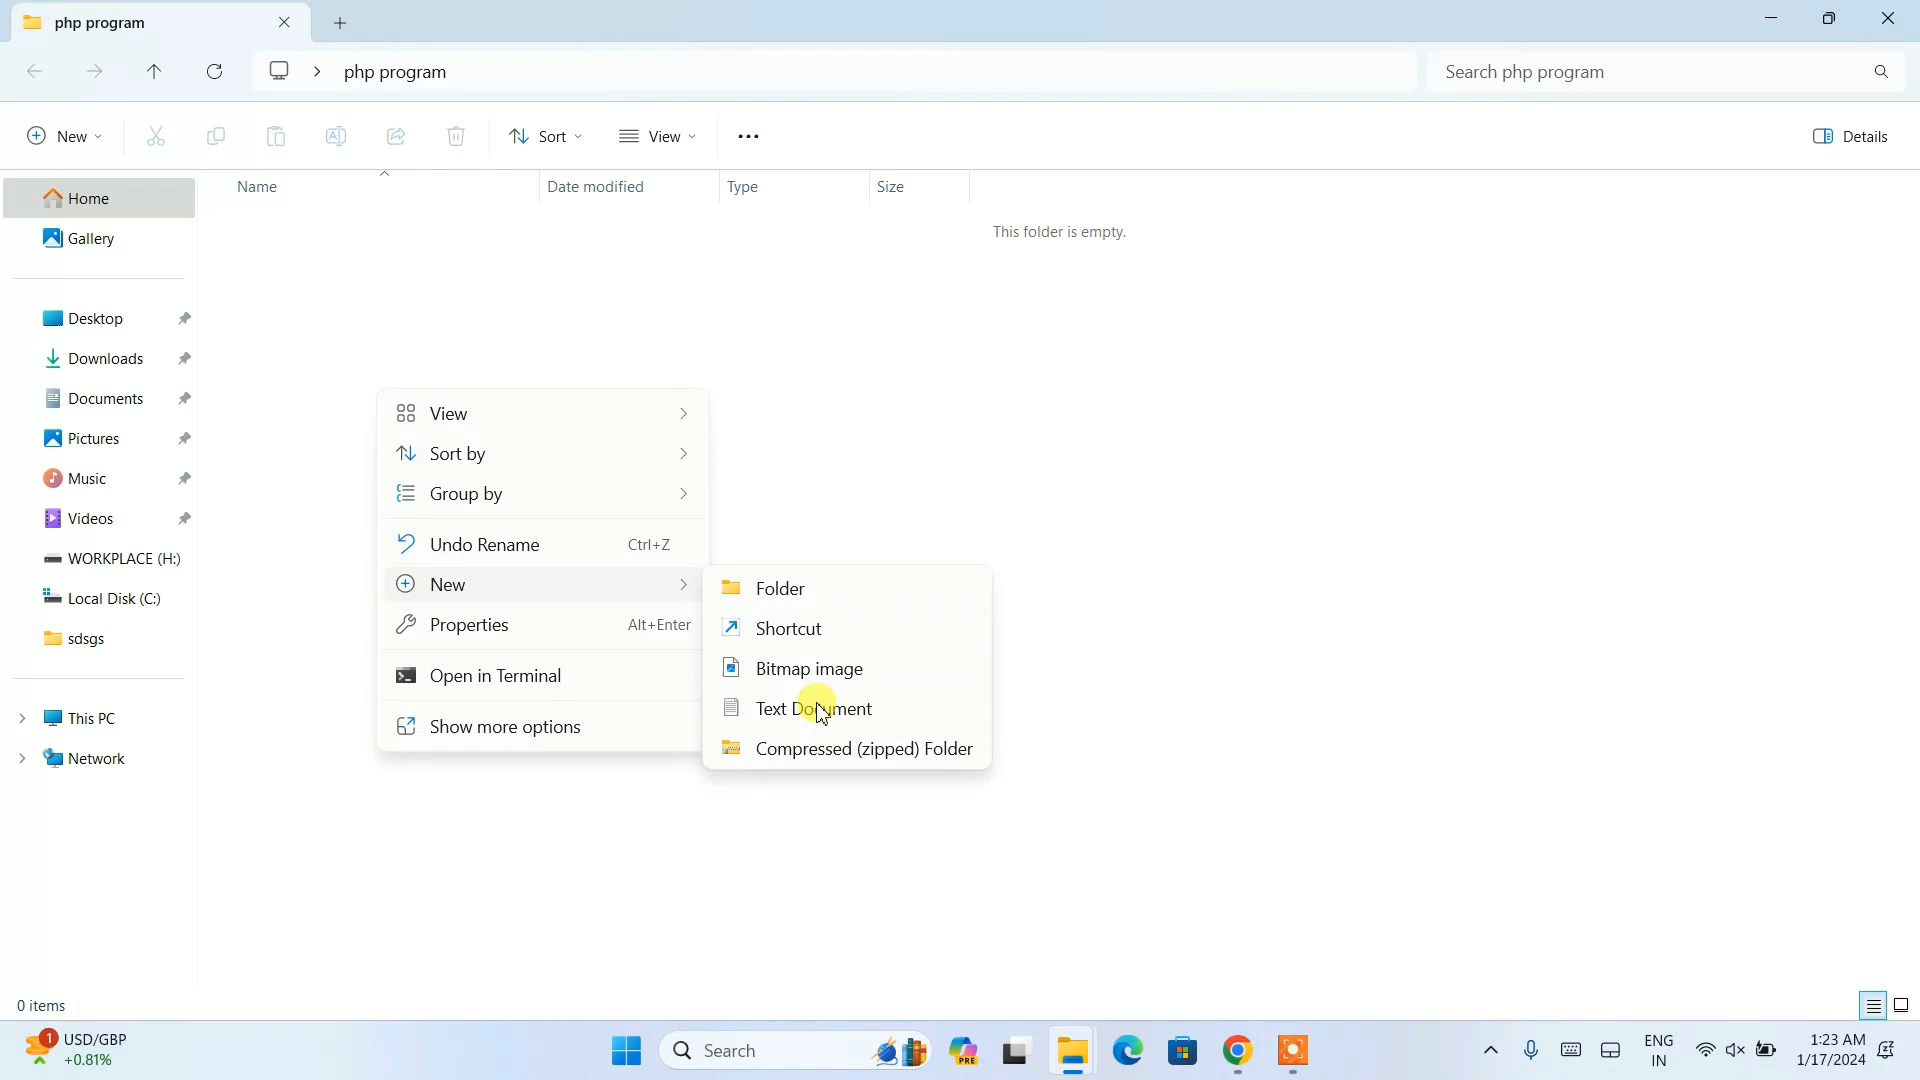 php program
php program
Search php program
New
Sort
View
Details
Name
Date modified
Type
Size
Home
Gallery
Desktop
Downloads
Documents
Pictures
Music
Videos
WORKPLACE (H:)
Local Disk (C:)
sdsgs
This PC
Network
This folder is empty.
View
Sort by
Group by
Undo Rename Ctrl+Z
New
Properties Alt+Enter
Open in Terminal
Show more options
Folder
Shortcut
Bitmap image
Text Document
Compressed (zipped) Folder
0 items
1
USD/GBP
+0.81%
Search
PRE
ENG
IN
1:23 AM
1/17/2024